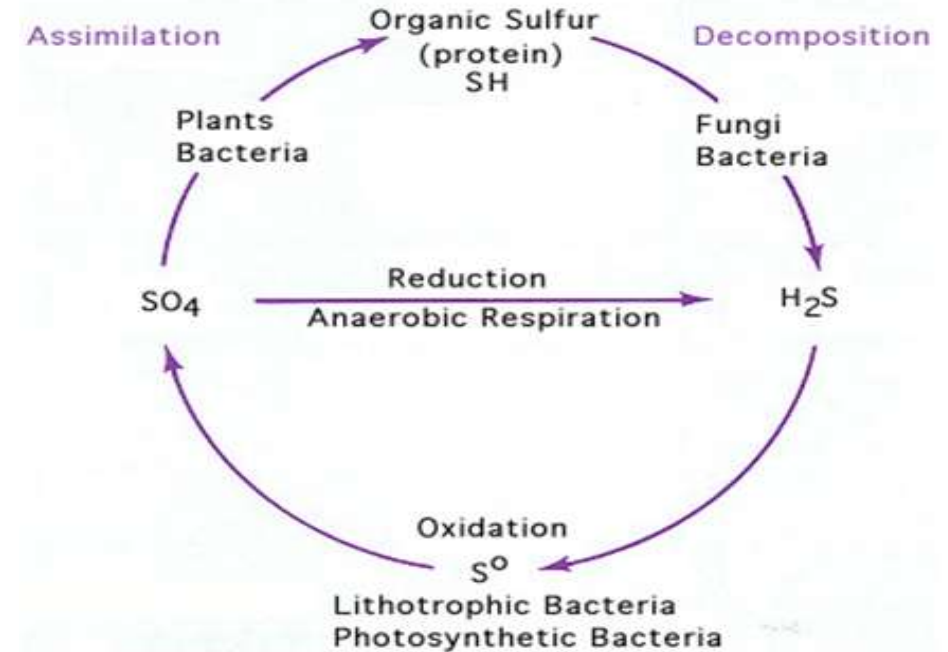 Assimilation
Organic Sulfur
(protein)
SH
Decomposition
Plants
Bacteria
Fungi
Bacteria
SO4
Reduction
Anaerobic Respiration
H2S
Oxidation
S⁰
Lithotrophic Bacteria
Photosynthetic Bacteria